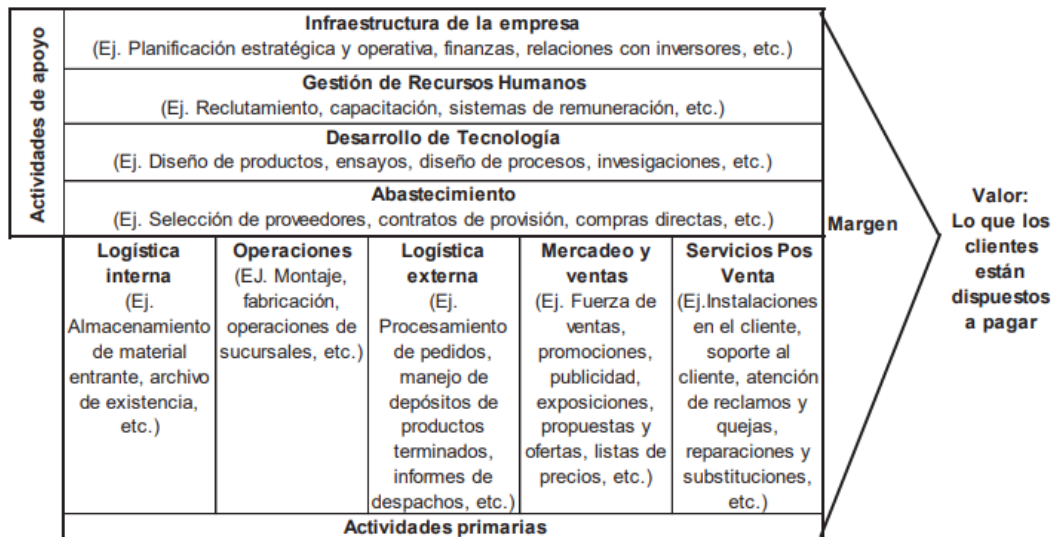 Actividades de apoyo
Infraestructura de la empresa
(Ej. Planificación estratégica y operativa, finanzas, relaciones con inversores, etc.)
Gestión de Recursos Humanos
(Ej. Reclutamiento, capacitación, sistemas de remuneración, etc.)
Desarrollo de Tecnología
(Ej. Diseño de productos, ensayos, diseño de procesos, invesigaciones, etc.)
Abastecimiento
(Ej. Selección de proveedores, contratos de provisión, compras directas, etc.)
Logística
interna
(Ej.
Almacenamiento
de material
entrante, archivo
de existencia,
etc.)
Operaciones
(EJ. Montaje,
fabricación,
operaciones de
sucursales, etc.)
Logística
externa
(Ej.
Procesamiento
de pedidos,
manejo de
depósitos de
productos
terminados,
informes de
despachos, etc.)
Mercadeo y
ventas
(Ej. Fuerza de
ventas,
promociones,
publicidad,
exposiciones,
propuestas y
ofertas, listas de
precios, etc.)
Servicios Pos
Venta
(Ej.Instalaciones
en el cliente,
soporte al
cliente, atención
de reclamos y
quejas,
reparaciones y
substituciones,
etc.)
Actividades primarias
Margen
Valor:
Lo que los
clientes
están
dispuestos
a pagar